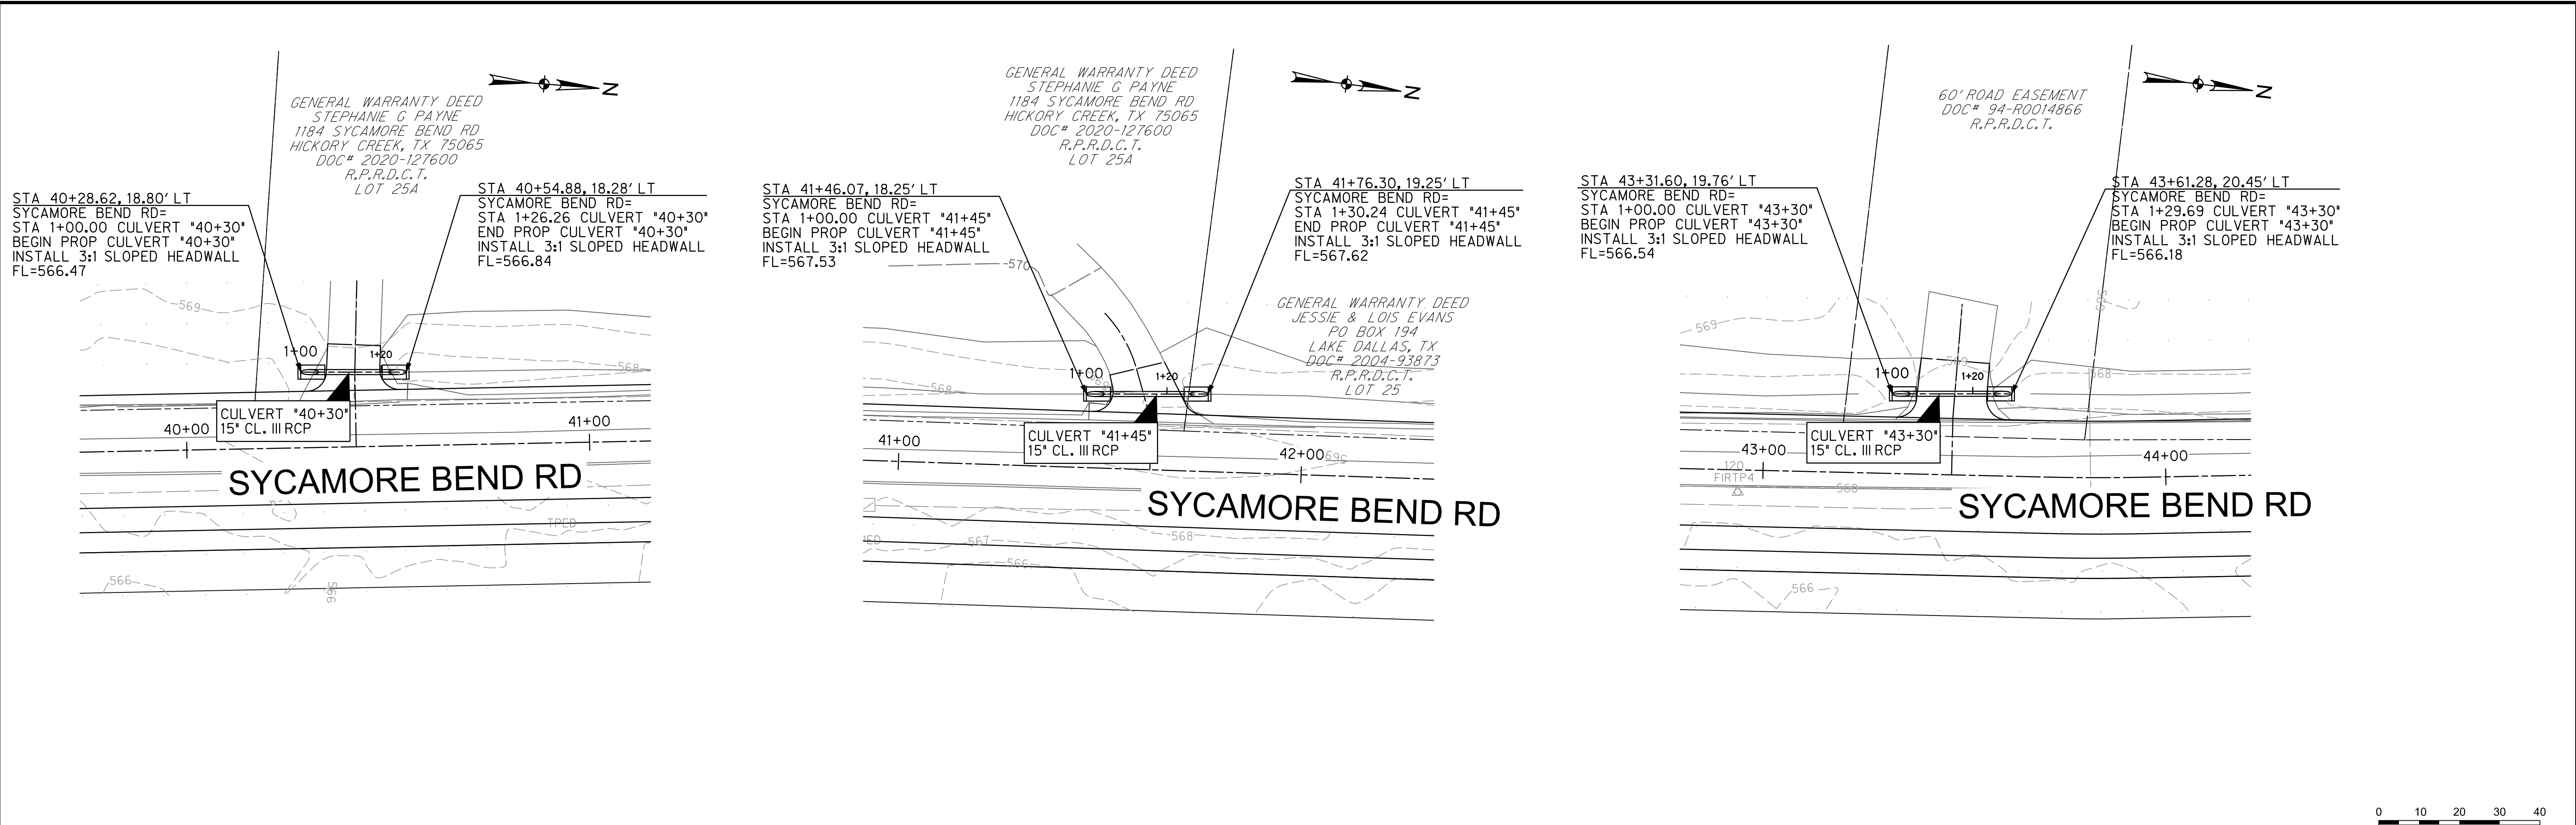 GENERAL WARRANTY DEED
STEPHANIE G PAYNE
1184 SYCAMORE BEND RD
HICKORY CREEK, TX 75065
DOC# 2020-127600
R.P.R.D.C.T.
LOT 25A
N
STA 40+28.62, 18.80' LT
SYCAMORE BEND RD=
STA 1+00.00 CULVERT "40+30"
BEGIN PROP CULVERT "40+30"
INSTALL 3:1 SLOPED HEADWALL
FL=566.47
STA 40+54.88, 18.28' LT
SYCAMORE BEND RD=
STA 1+26.26 CULVERT "40+30"
END PROP CULVERT "40+30"
INSTALL 3:1 SLOPED HEADWALL
FL=566.84
569
1+00
1+20
568
CULVERT "40+30"
15" CL. III RCP
40+00
41+00
SYCAMORE BEND RD
TPED
566
566
GENERAL WARRANTY DEED
STEPHANIE G PAYNE
1184 SYCAMORE BEND RD
HICKORY CREEK, TX 75065
DOC# 2020-127600
R.P.R.D.C.T.
LOT 25A
N
STA 41+46.07, 18.25' LT
SYCAMORE BEND RD=
STA 1+00.00 CULVERT "41+45"
BEGIN PROP CULVERT "41+45"
INSTALL 3:1 SLOPED HEADWALL
FL=567.53
STA 41+76.30, 19.25' LT
SYCAMORE BEND RD=
STA 1+30.24 CULVERT "41+45"
END PROP CULVERT "41+45"
INSTALL 3:1 SLOPED HEADWALL
FL=567.62
570
GENERAL WARRANTY DEED
JESSIE & LOIS EVANS
PO BOX 194
LAKE DALLAS, TX
DOC# 2004-93873
R.P.R.D.C.T.
LOT 25
1+00
1+20
568
569
CULVERT "41+45"
15" CL. III RCP
41+00
42+00
569
SYCAMORE BEND RD
PED
567
568
566
60' ROAD EASEMENT
DOC# 94-R0014866
R.P.R.D.C.T.
N
STA 43+31.60, 19.76' LT
SYCAMORE BEND RD=
STA 1+00.00 CULVERT "43+30"
BEGIN PROP CULVERT "43+30"
INSTALL 3:1 SLOPED HEADWALL
FL=566.54
STA 43+61.28, 20.45' LT
SYCAMORE BEND RD=
STA 1+29.69 CULVERT "43+30"
BEGIN PROP CULVERT "43+30"
INSTALL 3:1 SLOPED HEADWALL
FL=566.18
569
569
1+00
1+20
568
CULVERT "43+30"
15" CL. III RCP
43+00
44+00
120
FIRTP4
568
SYCAMORE BEND RD
566
0 10 20 30 40